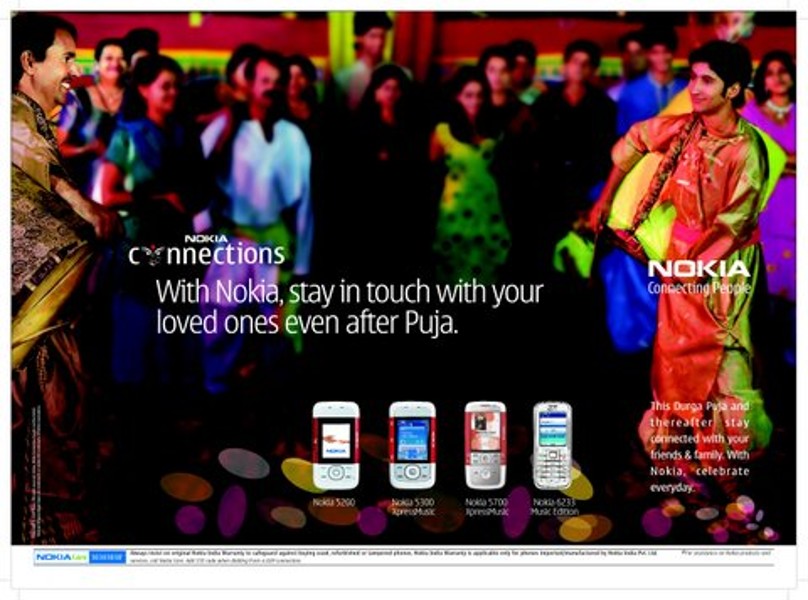 NOKIA
connections
With Nokia, stay in touch with your
loved ones even after Puja.
NOKIA
Connecting People
This Durga Puja and
thereafter stay
connected with your
friends & family. With
Nokia, celebrate
everyday.
Nokia 5200
Nokia 5300
XpressMusic
Nokia 5700
XpressMusic
Nokia 6233
Music Edition
NOKIA Care
Always insist on original Nokia India Warranty to safeguard against buying used, refurbished or tampered phones. Nokia India Warranty is applicable only for phones imported/manufactured by Nokia India Pvt. Ltd.